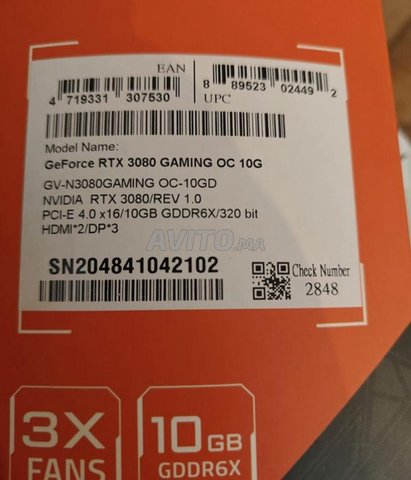 EAN
4 719331 307530
8 89523 02449 2
UPC
Model Name:
GeForce RTX 3080 GAMING OC 10G
GV-N3080GAMING OC-10GD
NVIDIA RTX 3080/REV 1.0
PCI-E 4.0 x16/10GB GDDR6X/320 bit
HDMI*2/DP*3
AVITO.ma
SN204841042102
Check Number
2848
3X
FANS
10GB
GDDR6X